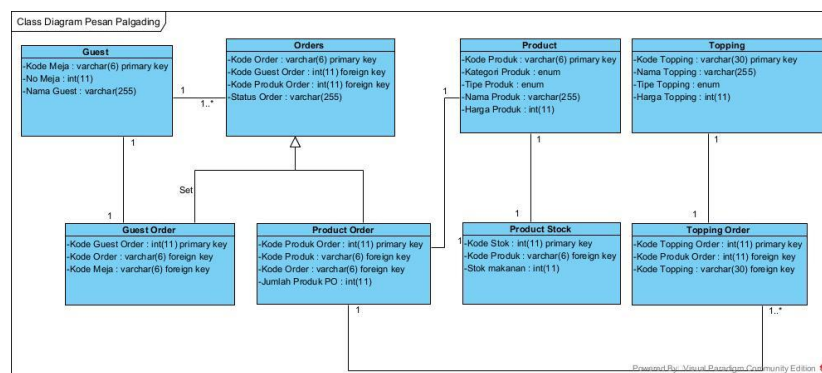 Class Diagram Pesan Palgading
Guest
-Kode Meja : varchar(6) primary key
-No Meja : int(11)
-Nama Guest : varchar(255)
Orders
-Kode Order : varchar(6) primary key
-Kode Guest Order : int(11) foreign key
-Kode Produk Order : int(11) foreign key
-Status Order : varchar(255)
Product
-Kode Produk : varchar(6) primary key
-Kategori Produk : enum
-Tipe Produk : enum
-Nama Produk : varchar(255)
-Harga Produk : int(11)
Topping
-Kode Topping : varchar(30) primary key
-Nama Topping : varchar(255)
-Tipe Topping : enum
-Harga Topping : int(11)
1
1..*
1
1
1
1
Set
1
1
1
1
Guest Order
-Kode Guest Order : int(11) primary key
-Kode Order : varchar(6) foreign key
-Kode Meja : varchar(6) foreign key
Product Order
-Kode Produk Order : int(11) primary key
-Kode Produk : varchar(6) foreign key
-Kode Order : varchar(6) foreign key
-Jumlah Produk PO : int(11)
Product Stock
-Kode Stok : int(11) primary key
-Kode Produk : varchar(6) foreign key
-Stok makanan : int(11)
Topping Order
-Kode Topping Order : int(11) primary key
-Kode Produk Order : int(11) foreign key
-Kode Topping : varchar(30) foreign key
1
1..*
Powered By: Visual Paradigm Community Edition